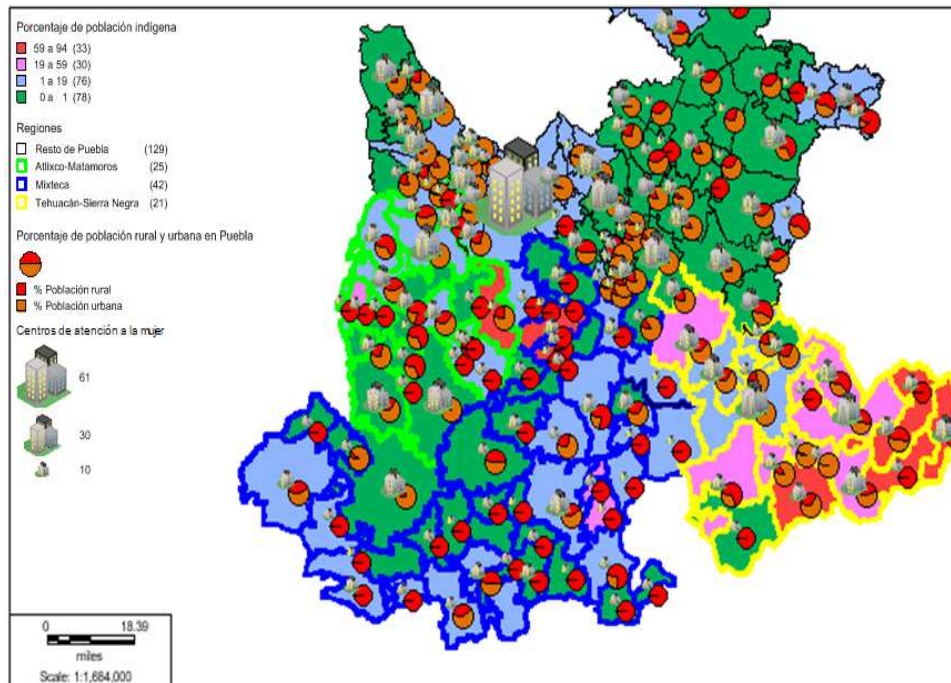 Porcentaje de población indígena
59 a 94 (33)
19 a 59 (30)
1 a 19 (76)
0 a 1 (78)
Regiones
Resto de Puebla (129)
Atlixco-Matamoros (25)
Mixteca (42)
Tehuacán-Sierra Negra (21)
Porcentaje de población rural y urbana en Puebla
% Población rural
% Población urbana
Centros de atención a la mujer
61
30
10
0 18.39
miles
Scale: 1:1,684,000